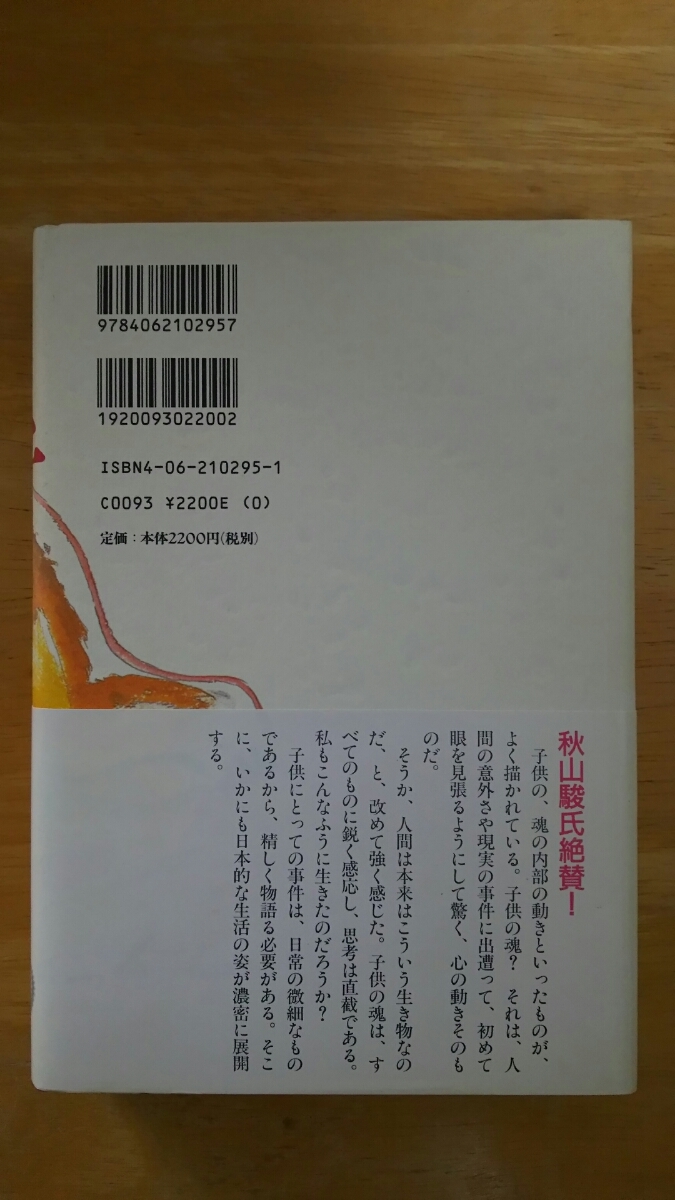 9784062102957
1920093022002
ISBN4-06-210295-1
C0093 ¥2200E (0)
定価：本体2200円(税別)
秋山駿氏絶賛！
子供の、魂の内部の動きといったものが、
よく描かれている。子供の魂？　それは、人
間の意外さや現実の事件に出遭って、初めて
眼を見張るようにして驚く、心の動きそのも
のだ。
そうか、人間は本来はこういう生き物なの
だ、と、改めて強く感じた。子供の魂は、す
べてのものに鋭く感応し、思考は直截である。
私もこんなふうに生きたのだろうか？
子供にとっての事件は、日常の微細なもの
であるから、精しく物語る必要がある。そこ
に、いかにも日本的な生活の姿が濃密に展開
する。